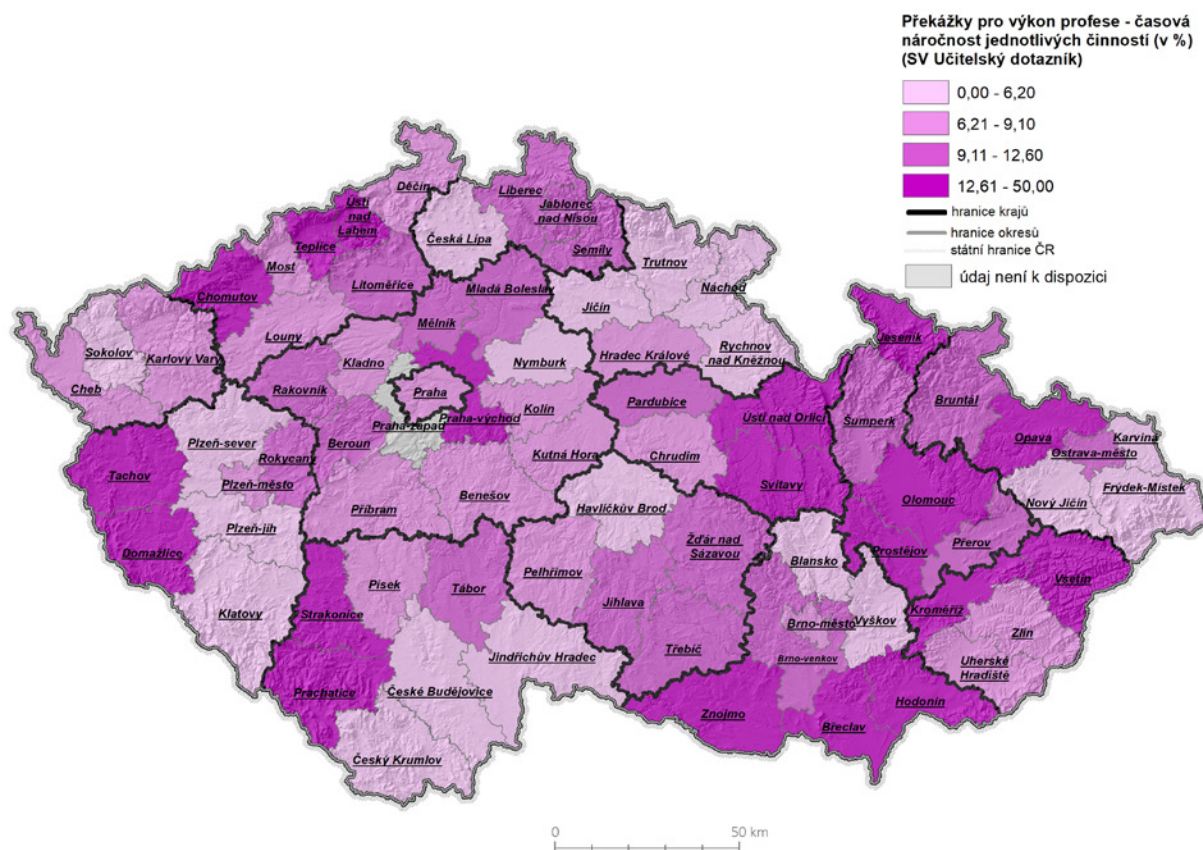 Překážky pro výkon profese - časová
náročnost jednotlivých činností (v %)
(SV Učitelský dotazník)
0,00 - 6,20
6,21 - 9,10
9,11 - 12,60
12,61 - 50,00
hranice krajů
hranice okresů
státní hranice ČR
údaj není k dispozici
Děčín
Liberec
Ústí
nad
Labem
Jablonec
nad Nisou
Česká Lípa
Teplice
Semily
Trutnov
Most
Litoměřice
Mladá Boleslav
Náchod
Chomutov
Jičín
Mělník
Louny
Jeseník
Sokolov
Karlovy Vary
Kladno
Nymburk
Hradec Králové
Rychnov
nad Kněžnou
Cheb
Rakovník
Praha
Bruntál
Kolín
Pardubice
Ústí nad Orlicí
Šumperk
Praha-východ
Praha-západ
Opava
Karviná
Ostrava-město
Plzeň-sever
Beroun
Rokycany
Kutná Hora
Chrudim
Tachov
Plzeň-město
Svitavy
Olomouc
Nový Jičín
Frýdek-Místek
Benešov
Příbram
Havlíčkův Brod
Plzeň-jih
Žďár nad
Sázavou
Prostějov
Přerov
Domažlice
Blansko
Vsetín
Pelhřimov
Písek
Tábor
Jihlava
Klatovy
Strakonice
Kroměříž
Brno-město
Vyškov
Zlín
Třebíč
Jindřichův Hradec
Brno-venkov
Uherské
Hradiště
Prachatice
České Budějovice
Hodonín
Znojmo
Břeclav
Český Krumlov
0
50 km